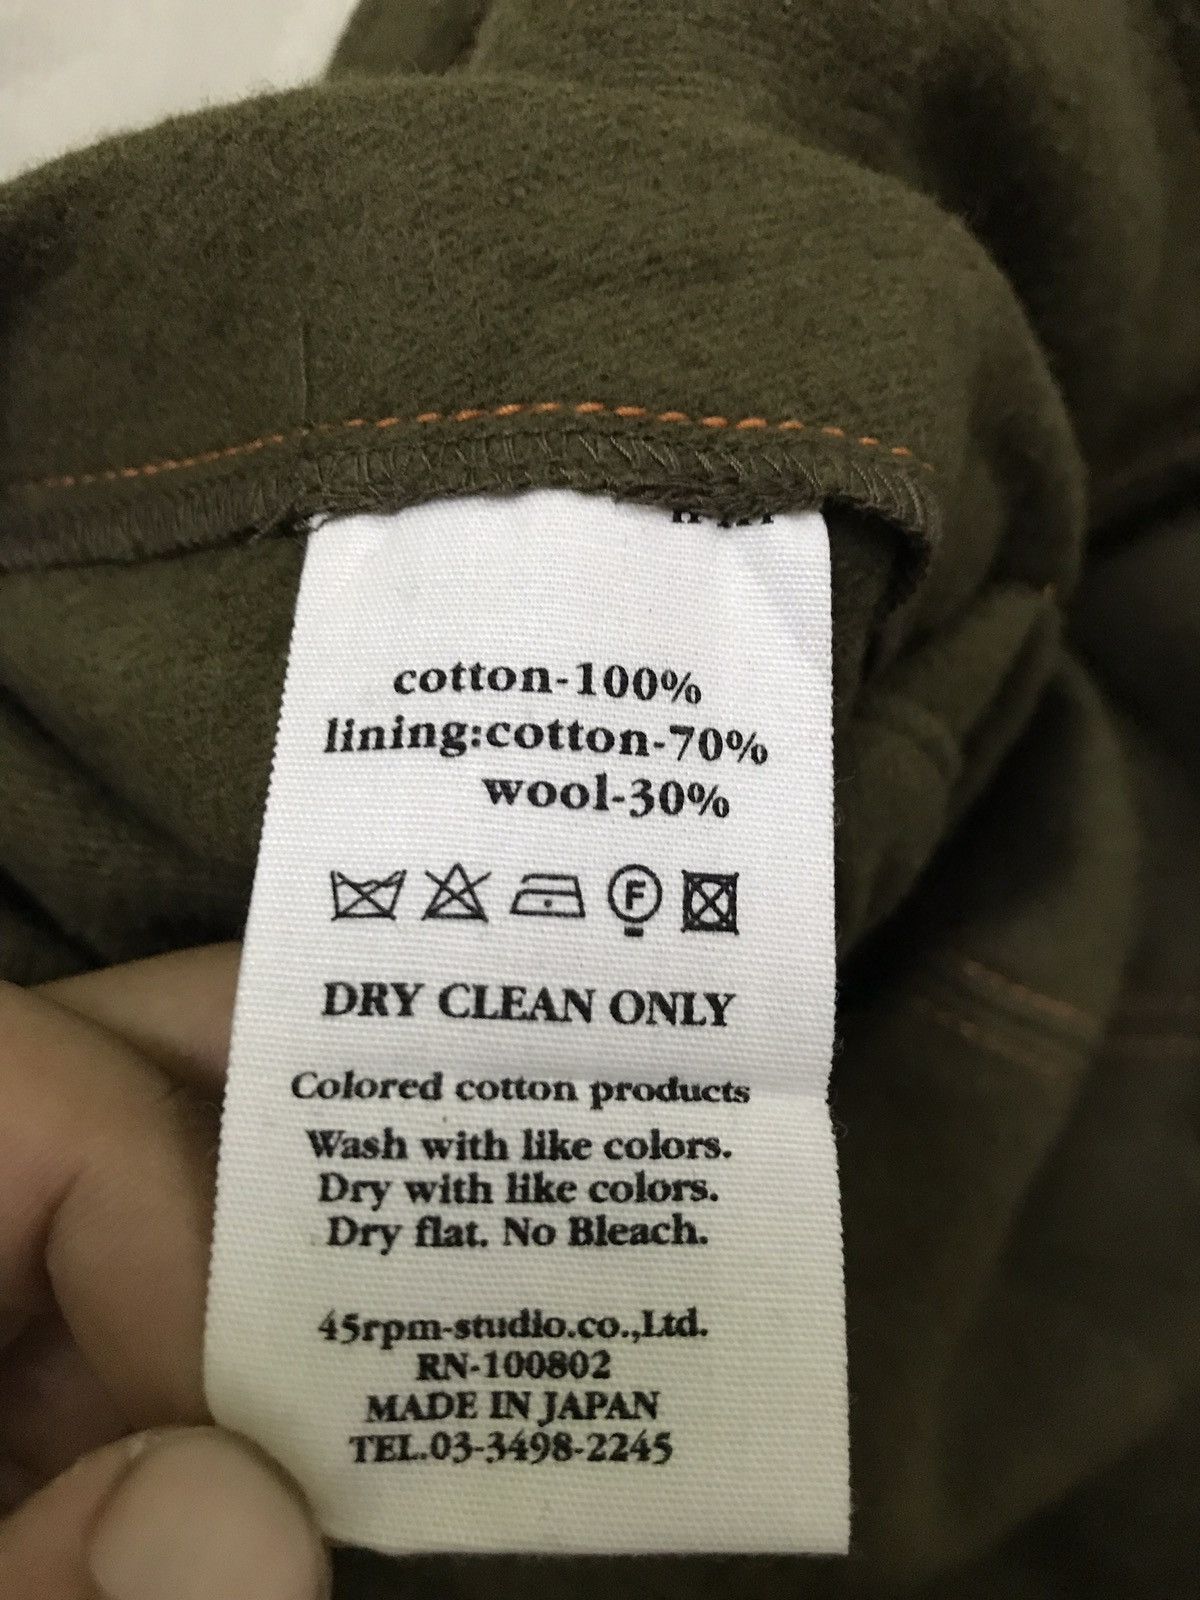 cotton-100%
lining:cotton-70%
wool-30%
F
DRY CLEAN ONLY
Colored cotton products
Wash with like colors.
Dry with like colors.
Dry flat. No Bleach.
45rpm-studio.co.,Ltd.
RN-100802
MADE IN JAPAN
TEL.03-3498-2245